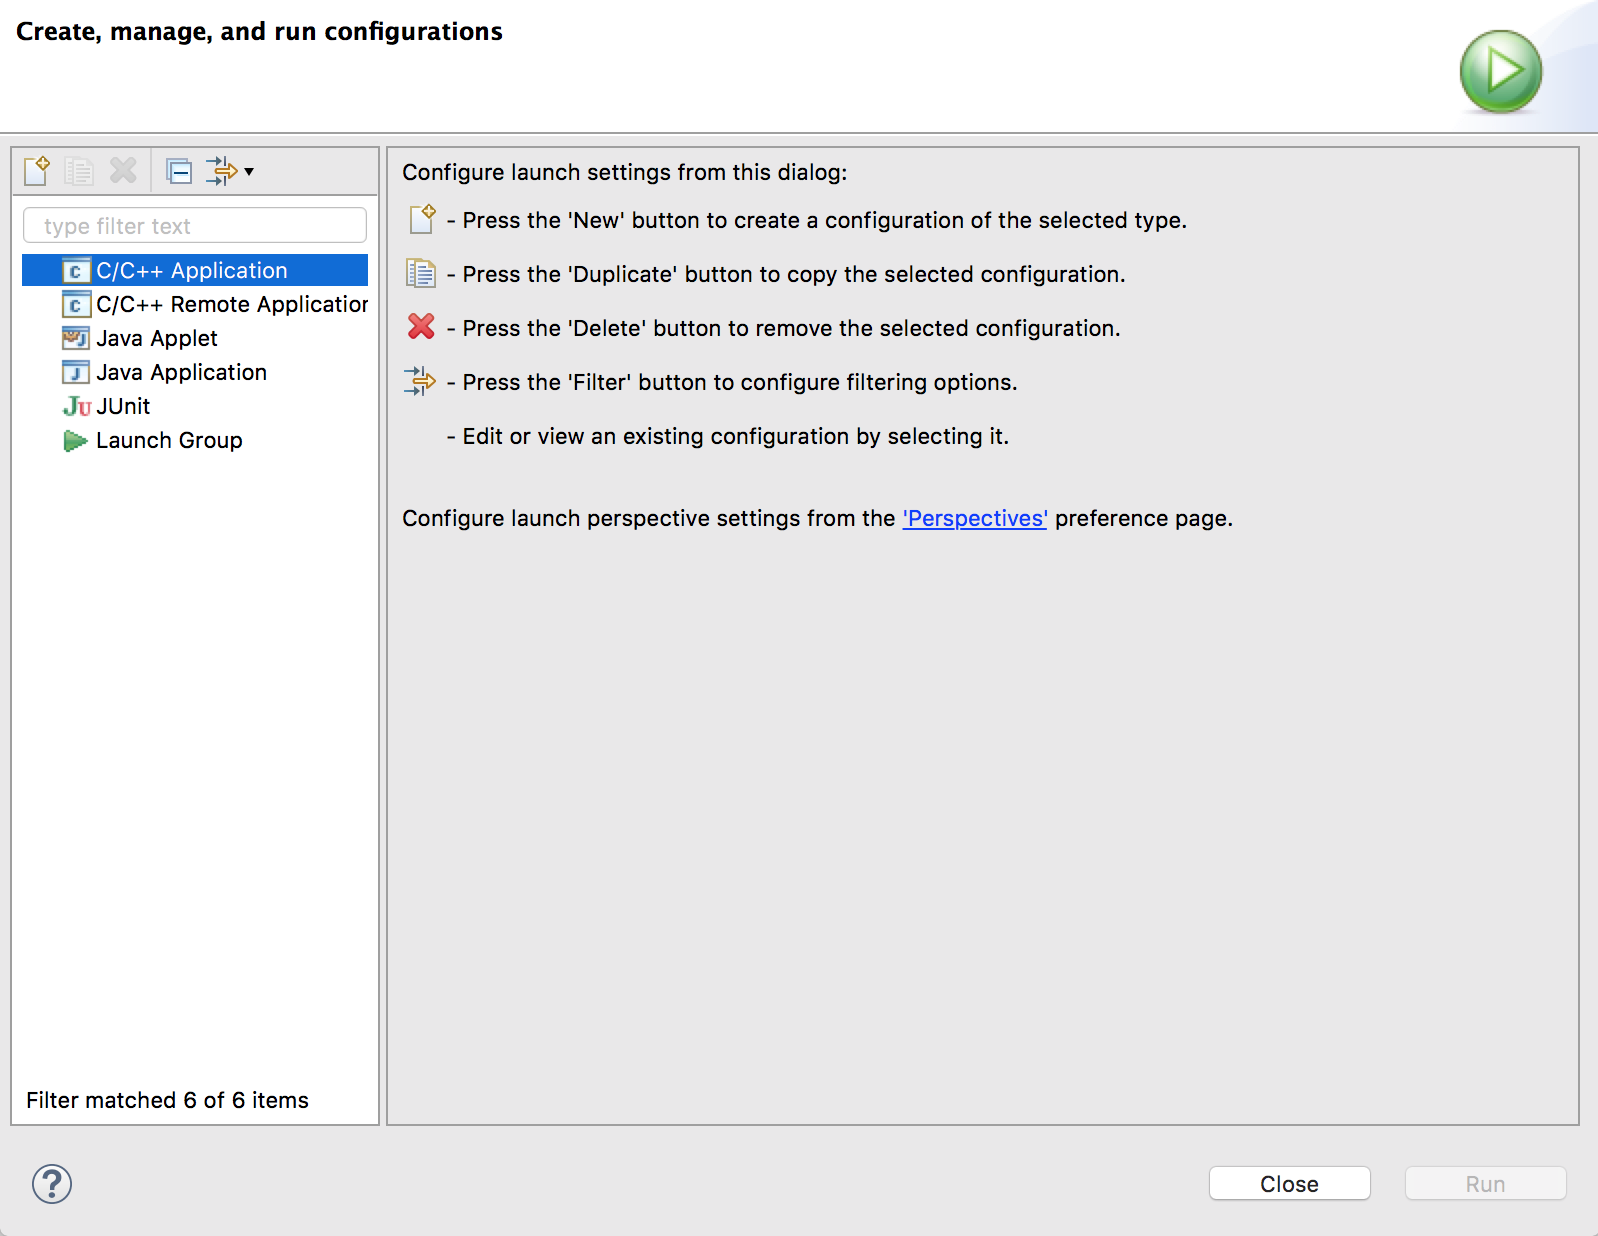 Create, manage, and run configurations
type filter text
C/C++ Application
C/C++ Remote Application
Java Applet
Java Application
JUnit
Launch Group
Filter matched 6 of 6 items
Configure launch settings from this dialog:
- Press the 'New' button to create a configuration of the selected type.
- Press the 'Duplicate' button to copy the selected configuration.
- Press the 'Delete' button to remove the selected configuration.
- Press the 'Filter' button to configure filtering options.
- Edit or view an existing configuration by selecting it.
Configure launch perspective settings from the 'Perspectives' preference page.
?
Close
Run